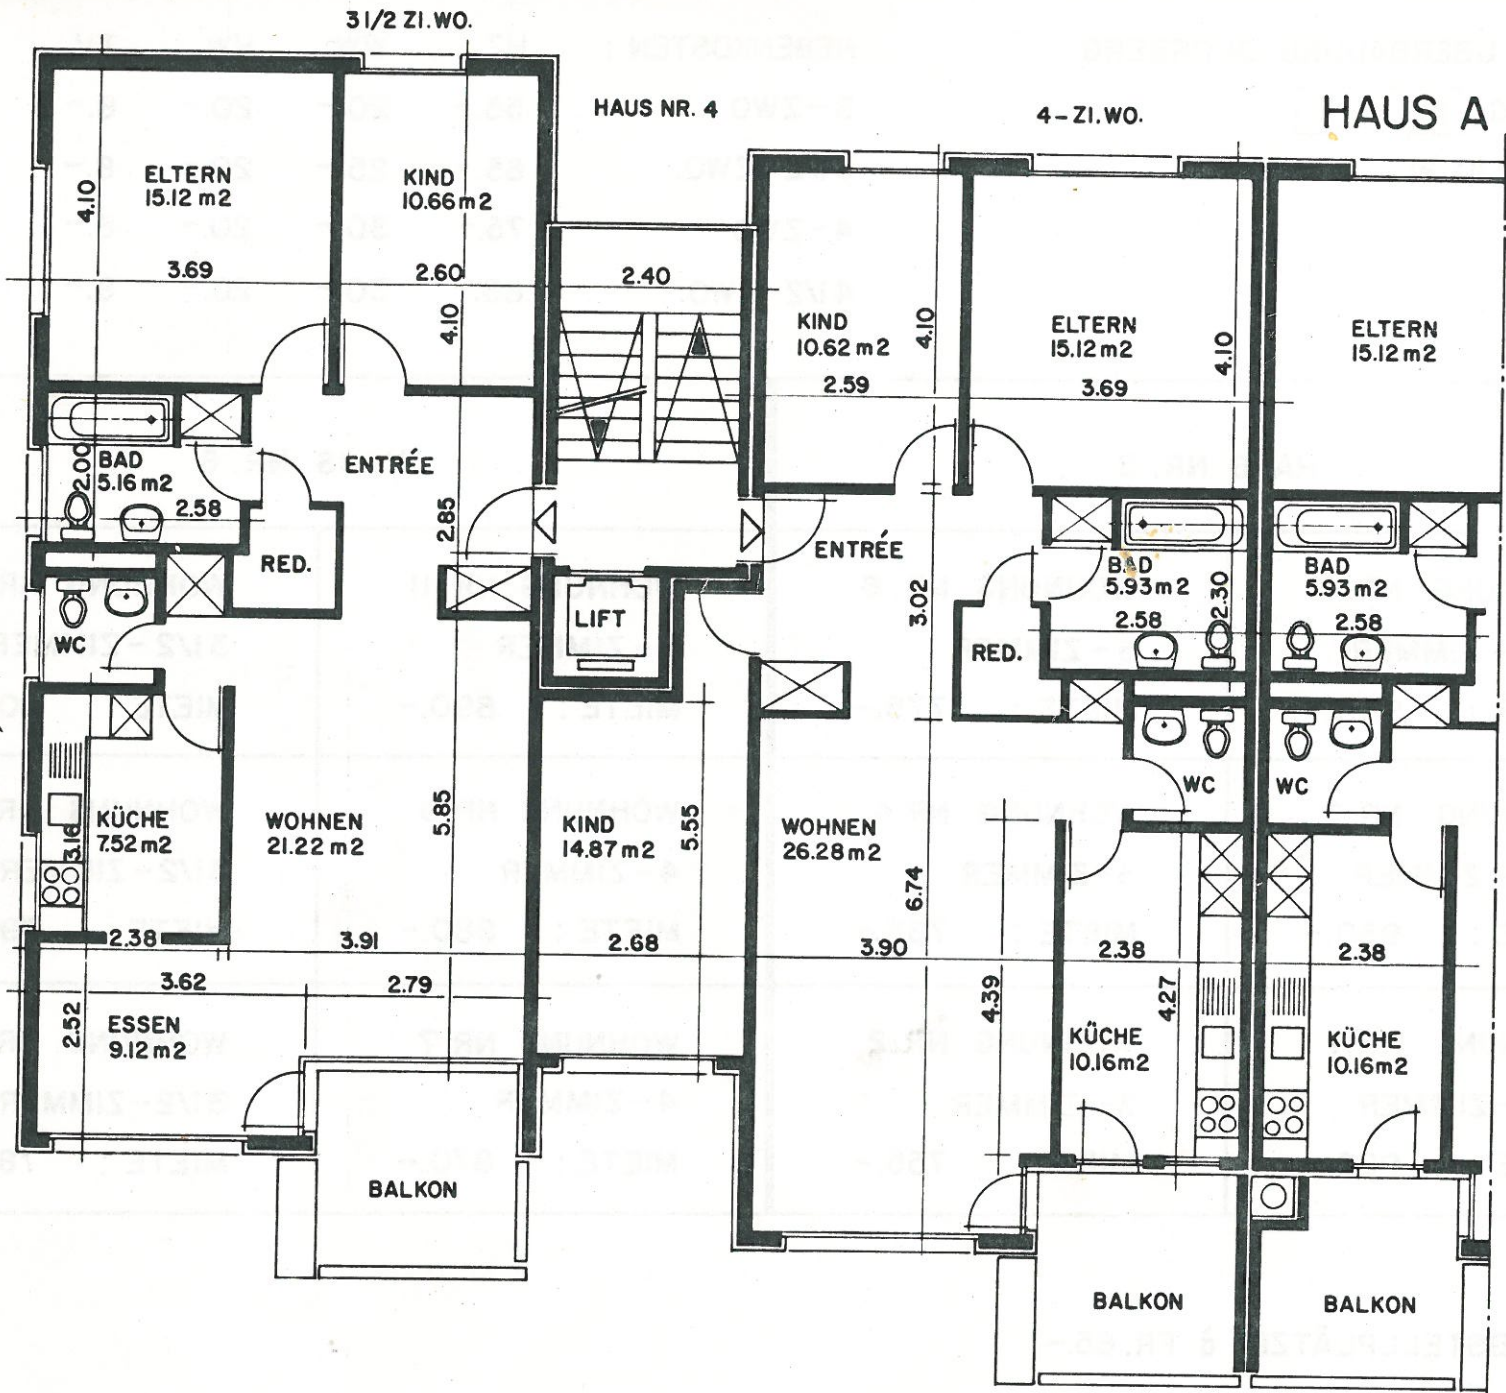 3 1/2 ZI. WO.
HAUS NR. 4
4-ZI. WO.
HAUS A
ELTERN
15.12 m2
4.10
3.69
KIND
10.66 m2
2.60
4.10
2.40
KIND
10.62 m2
4.10
2.59
ELTERN
15.12 m2
4.10
3.69
ELTERN
15.12 m2
BAD
5.16 m2
2.00
2.58
ENTRÉE
2.85
RED.
WC
LIFT
ENTRÉE
3.02
RED.
BAD
5.93 m2
2.30
2.58
BAD
5.93 m2
2.58
WC
WC
KÜCHE
7.52 m2
3.16
2.38
WOHNEN
21.22 m2
5.85
3.91
KIND
14.87 m2
5.55
2.68
WOHNEN
26.28 m2
6.74
3.90
4.39
2.38
4.27
KÜCHE
10.16 m2
2.38
KÜCHE
10.16 m2
3.62
2.79
2.52
ESSEN
9.12 m2
BALKON
BALKON
BALKON